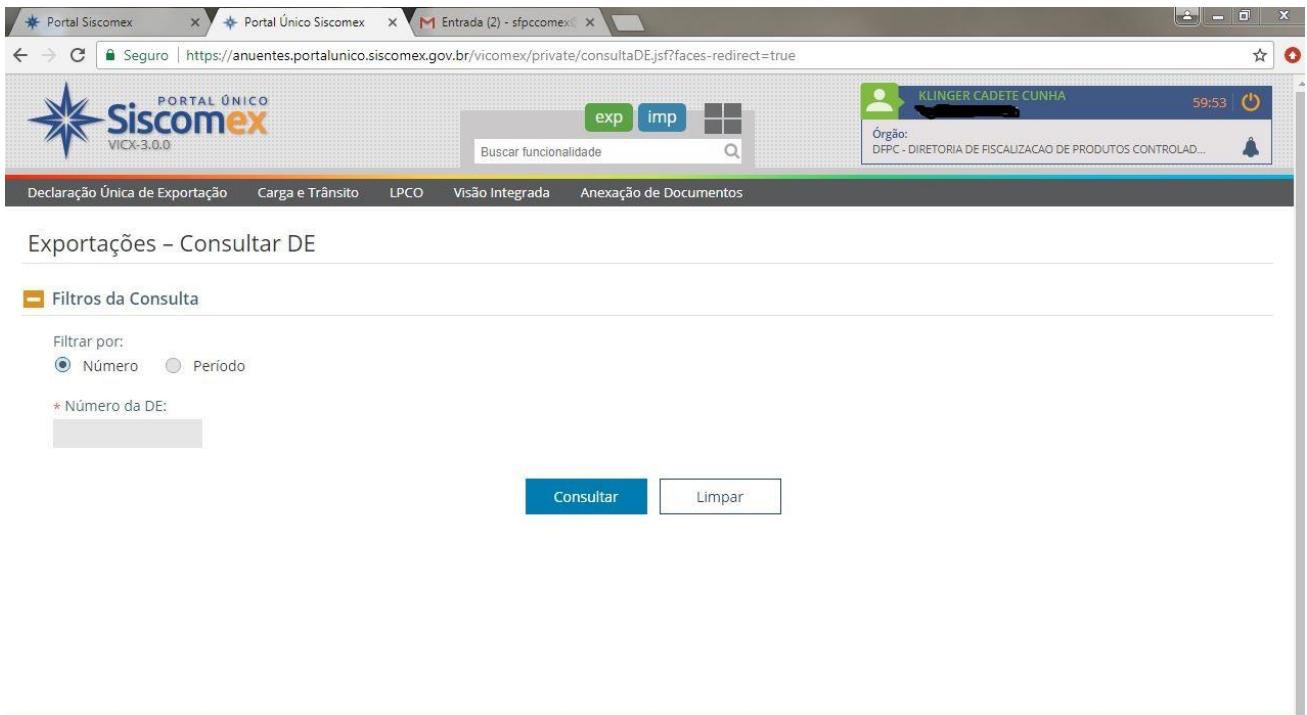 Portal Siscomex
Portal Único Siscomex
Entrada (2) - sfpccomex
Seguro | https://anuentes.portalunico.siscomex.gov.br/vicomex/private/consultaDE.jsf?faces-redirect=true
PORTAL ÚNICO
Siscomex
VICX-3.0.0
exp imp
Buscar funcionalidade
KLINGER CADETE CUNHA
59:53
Órgão:
DFPC - DIRETORIA DE FISCALIZACAO DE PRODUTOS CONTROLAD...
Declaração Única de Exportação Carga e Trânsito LPCO Visão Integrada Anexação de Documentos
Exportações – Consultar DE
Filtros da Consulta
Filtrar por:
Número Período
* Número da DE:
Consultar Limpar